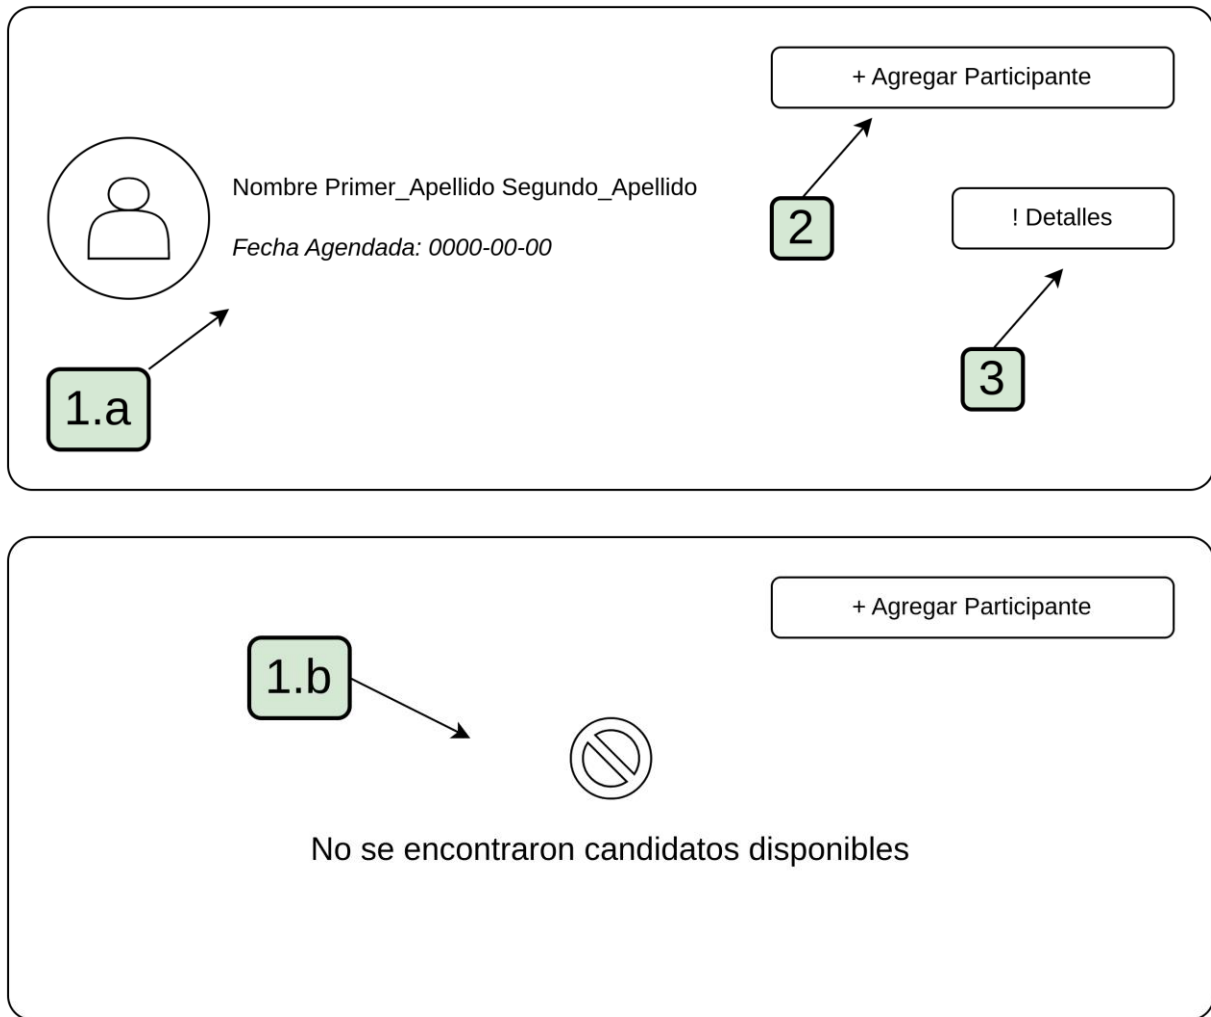 + Agregar Participante
Nombre Primer_Apellido Segundo_Apellido
Fecha Agendada: 0000-00-00
2
! Detalles
1.a
3
+ Agregar Participante
1.b
No se encontraron candidatos disponibles